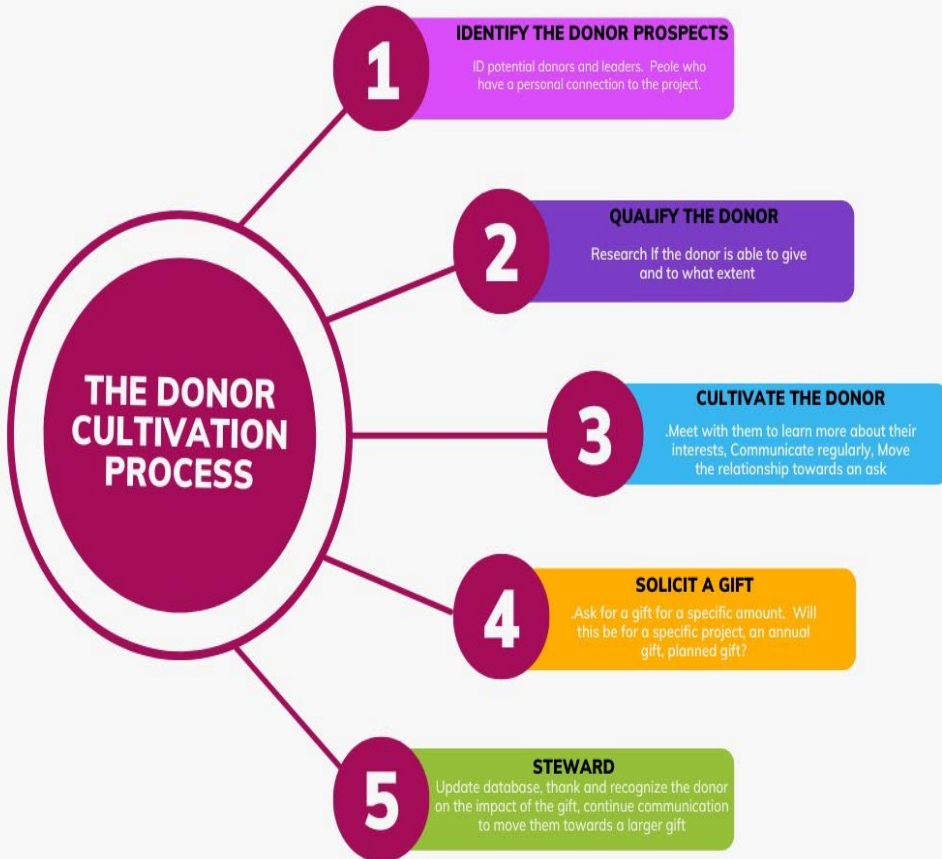 THE DONOR
CULTIVATION
PROCESS
1
IDENTIFY THE DONOR PROSPECTS
ID potential donors and leaders. Peole who
have a personal connection to the project.
2
QUALIFY THE DONOR
Research If the donor is able to give
and to what extent
3
CULTIVATE THE DONOR
.Meet with them to learn more about their
interests, Communicate regularly, Move
the relationship towards an ask
4
SOLICIT A GIFT
.Ask for a gift for a specific amount. Will
this be for a specific project, an annual
gift, planned gift?
5
STEWARD
Update database, thank and recognize the donor
on the impact of the gift, continue communication
to move them towards a larger gift